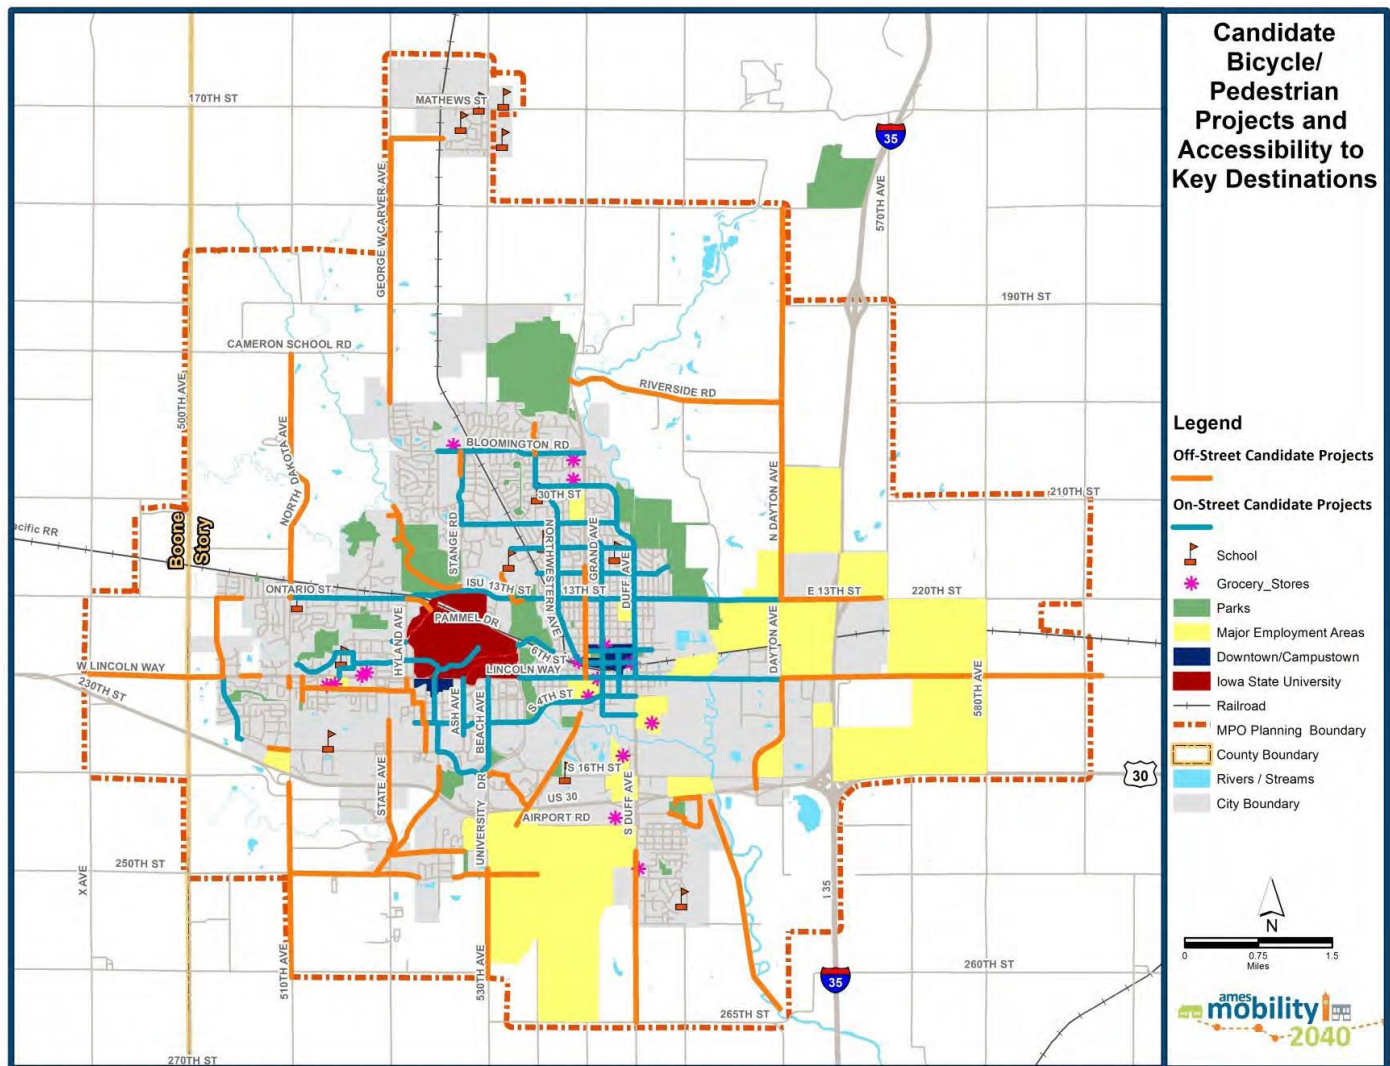 Candidate
Bicycle/
Pedestrian
Projects and
Accessibility to
Key Destinations
Legend
Off-Street Candidate Projects
On-Street Candidate Projects
School
Grocery_Stores
Parks
Major Employment Areas
Downtown/Campustown
Iowa State University
Railroad
MPO Planning Boundary
County Boundary
Rivers / Streams
City Boundary
N
0 0.75 1.5
Miles
ames
mobility
2040
170TH ST
MATHEWS ST
35
570TH AVE
GEORGE W CARVER AVE
190TH ST
CAMERON SCHOOL RD
500TH AVE
RIVERSIDE RD
NORTH DAKOTA AVE
BLOOMINGTON RD
N DAYTON AVE
30TH ST
210TH ST
acific RR
Boone
Story
STANGE RD
NORTHWESTERN AVE
GRAND AVE
DUFF AVE
ONTARIO ST
ISU 13TH ST
13TH ST
E 13TH ST
220TH ST
PAMMEL DR
HYLAND AVE
6TH ST
W LINCOLN WAY
LINCOLN WAY
DAYTON AVE
230TH ST
580TH AVE
S 4TH ST
ASH AVE
BEACH AVE
STATE AVE
S 16TH ST
30
US 30
UNIVERSITY DR
AIRPORT RD
S DUFF AVE
250TH ST
X AVE
I 35
510TH AVE
530TH AVE
260TH ST
35
265TH ST
270TH ST